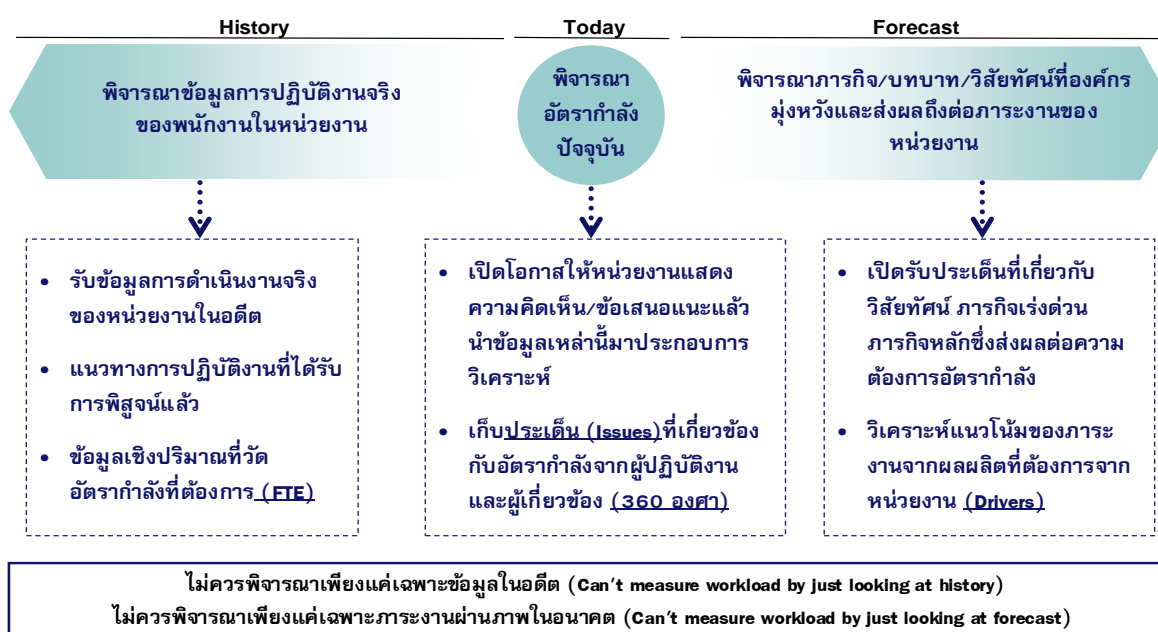 History
Today
Forecast
พิจารณาข้อมูลการปฏิบัติงานจริง
ของพนักงานในหน่วยงาน
พิจารณา
อัตรากำลัง
ปัจจุบัน
พิจารณาภารกิจ/บทบาท/วิสัยทัศน์ที่องค์กร
มุ่งหวังและส่งผลถึงต่อภาระงานของ
หน่วยงาน
• รับข้อมูลการดำเนินงานจริง
ของหน่วยงานในอดีต
• แนวทางการปฏิบัติงานที่ได้รับ
การพิสูจน์แล้ว
• ข้อมูลเชิงปริมาณที่วัด
อัตรากำลังที่ต้องการ (FTE)
• เปิดโอกาสให้หน่วยงานแสดง
ความคิดเห็น/ข้อเสนอแนะแล้ว
นำข้อมูลเหล่านี้มาประกอบการ
วิเคราะห์
• เก็บประเด็น (Issues)ที่เกี่ยวข้อง
กับอัตรากำลังจากผู้ปฏิบัติงาน
และผู้เกี่ยวข้อง (360 องศา)
• เปิดรับประเด็นที่เกี่ยวกับ
วิสัยทัศน์ ภารกิจเร่งด่วน
ภารกิจหลักซึ่งส่งผลต่อความ
ต้องการอัตรากำลัง
• วิเคราะห์แนวโน้มของภาระ
งานจากผลผลิตที่ต้องการจาก
หน่วยงาน (Drivers)
ไม่ควรพิจารณาเพียงแค่เฉพาะข้อมูลในอดีต (Can't measure workload by just looking at history)
ไม่ควรพิจารณาเพียงแค่เฉพาะภาระงานผ่านภาพในอนาคต (Can't measure workload by just looking at forecast)